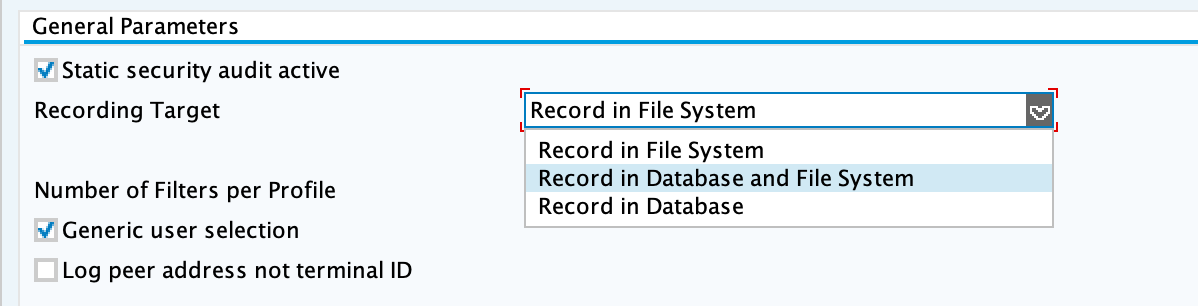 General Parameters
Static security audit active
Recording Target
Record in File System
Record in File System
Record in Database and File System
Record in Database
Number of Filters per Profile
Generic user selection
Log peer address not terminal ID